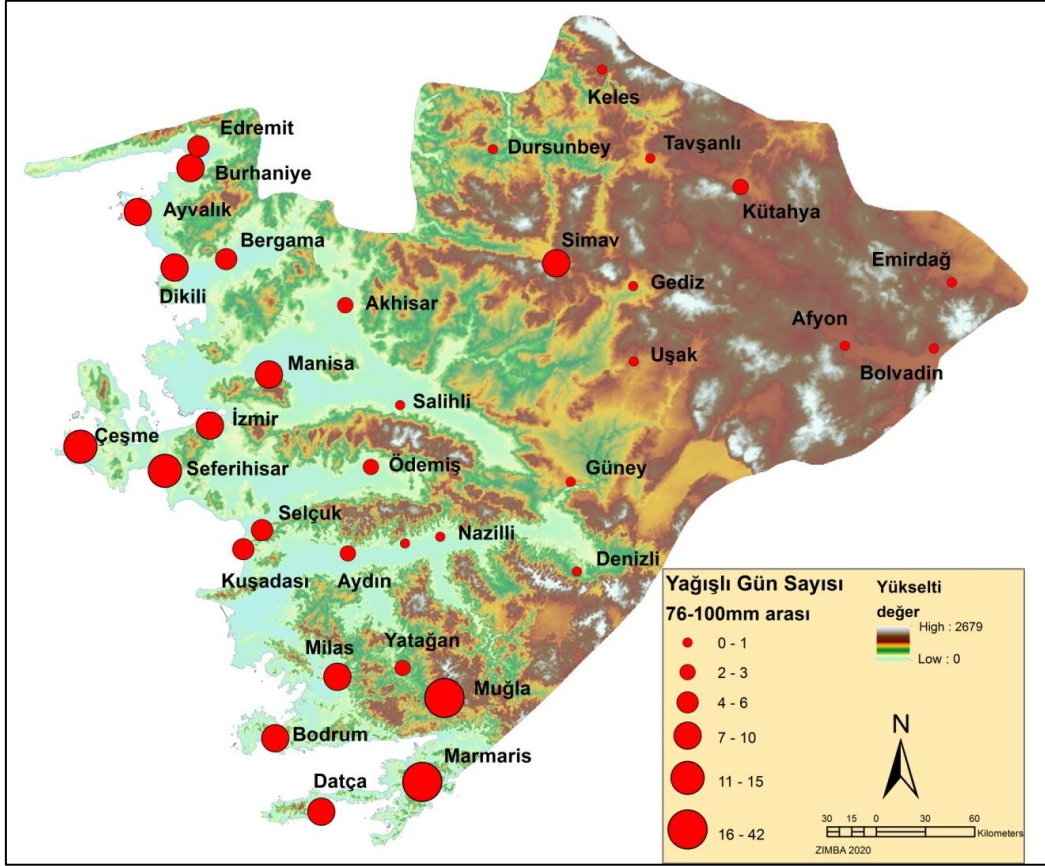 Keles
Edremit
Dursunbey
Tavşanlı
Burhaniye
Kütahya
Ayvalık
Bergama
Simav
Emirdağ
Dikili
Gediz
Akhisar
Afyon
Uşak
Bolvadin
Manisa
Salihli
İzmir
Çeşme
Seferihisar
Ödemiş
Güney
Selçuk
Nazilli
Kuşadası
Aydın
Denizli
Milas
Yatağan
Muğla
Bodrum
Marmaris
Datça
Yağışlı Gün Sayısı
76-100mm arası
0 - 1
2 - 3
4 - 6
7 - 10
11 - 15
16 - 42
Yükselti
değer
High : 2679
Low : 0
N
30 15 0 30 60
Kilometers
ZIMBA 2020